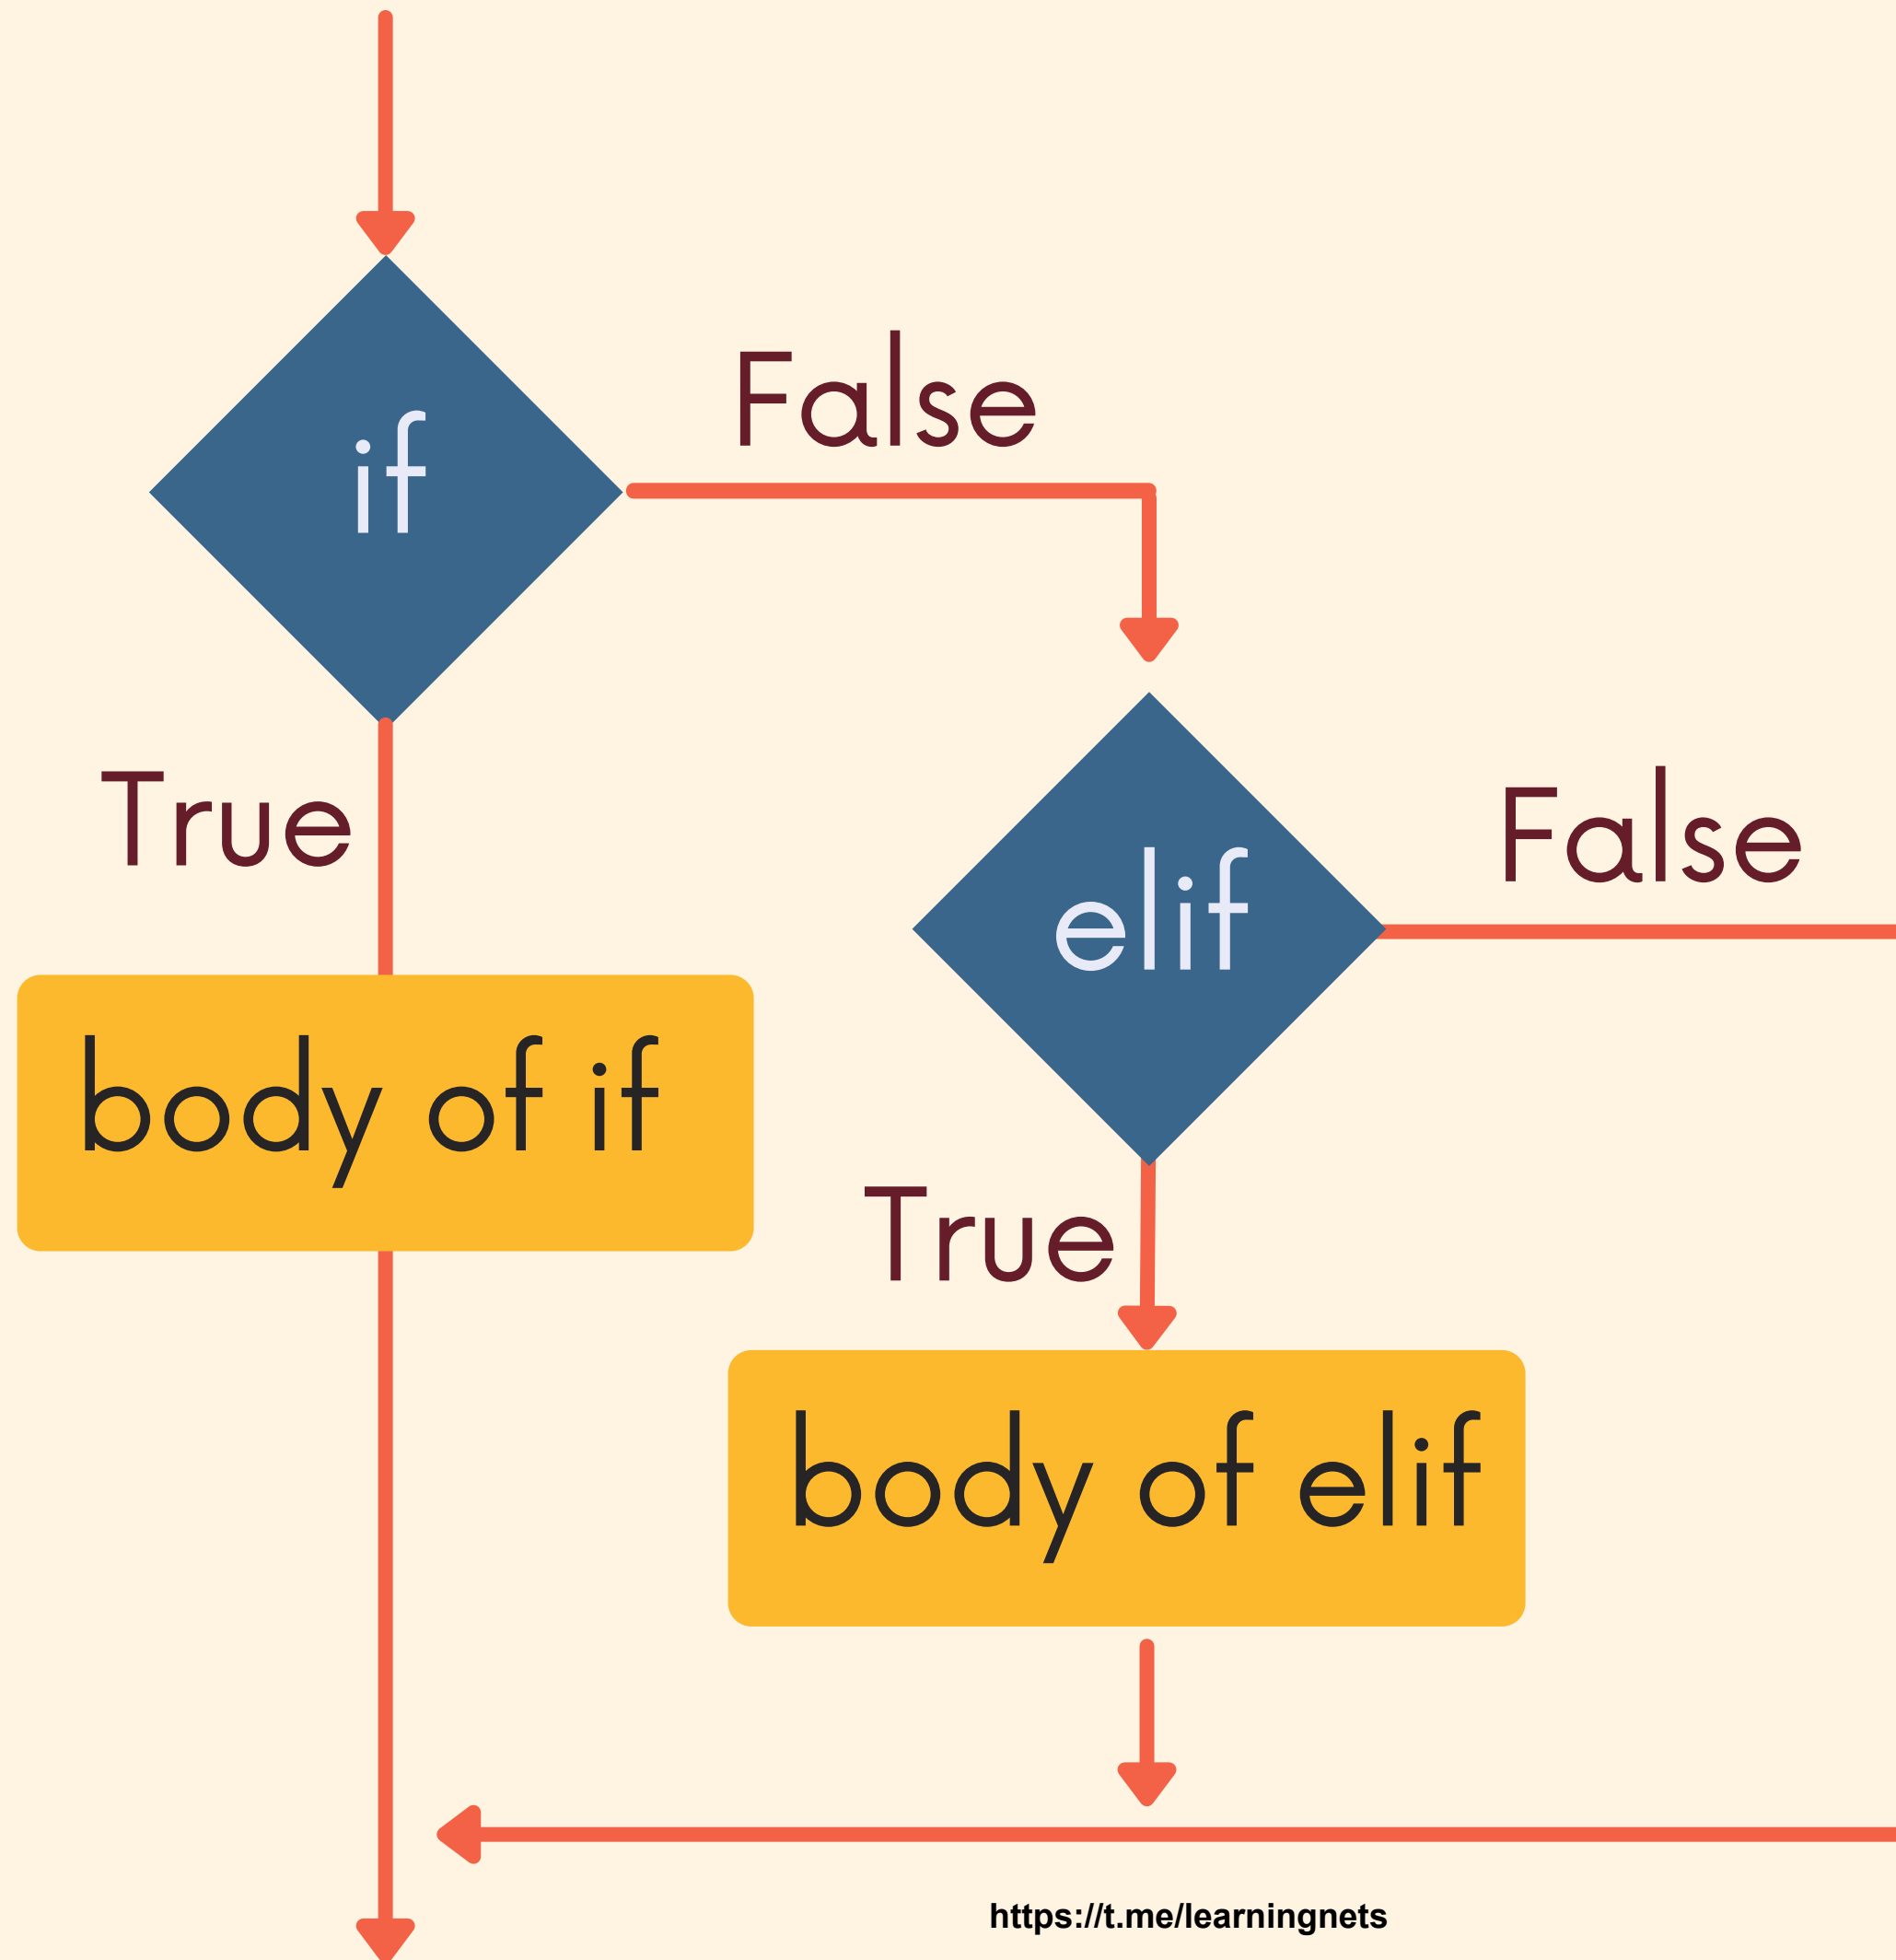 if
False
True
elif
False
body of if
True
body of elif
https://t.me/learningnets